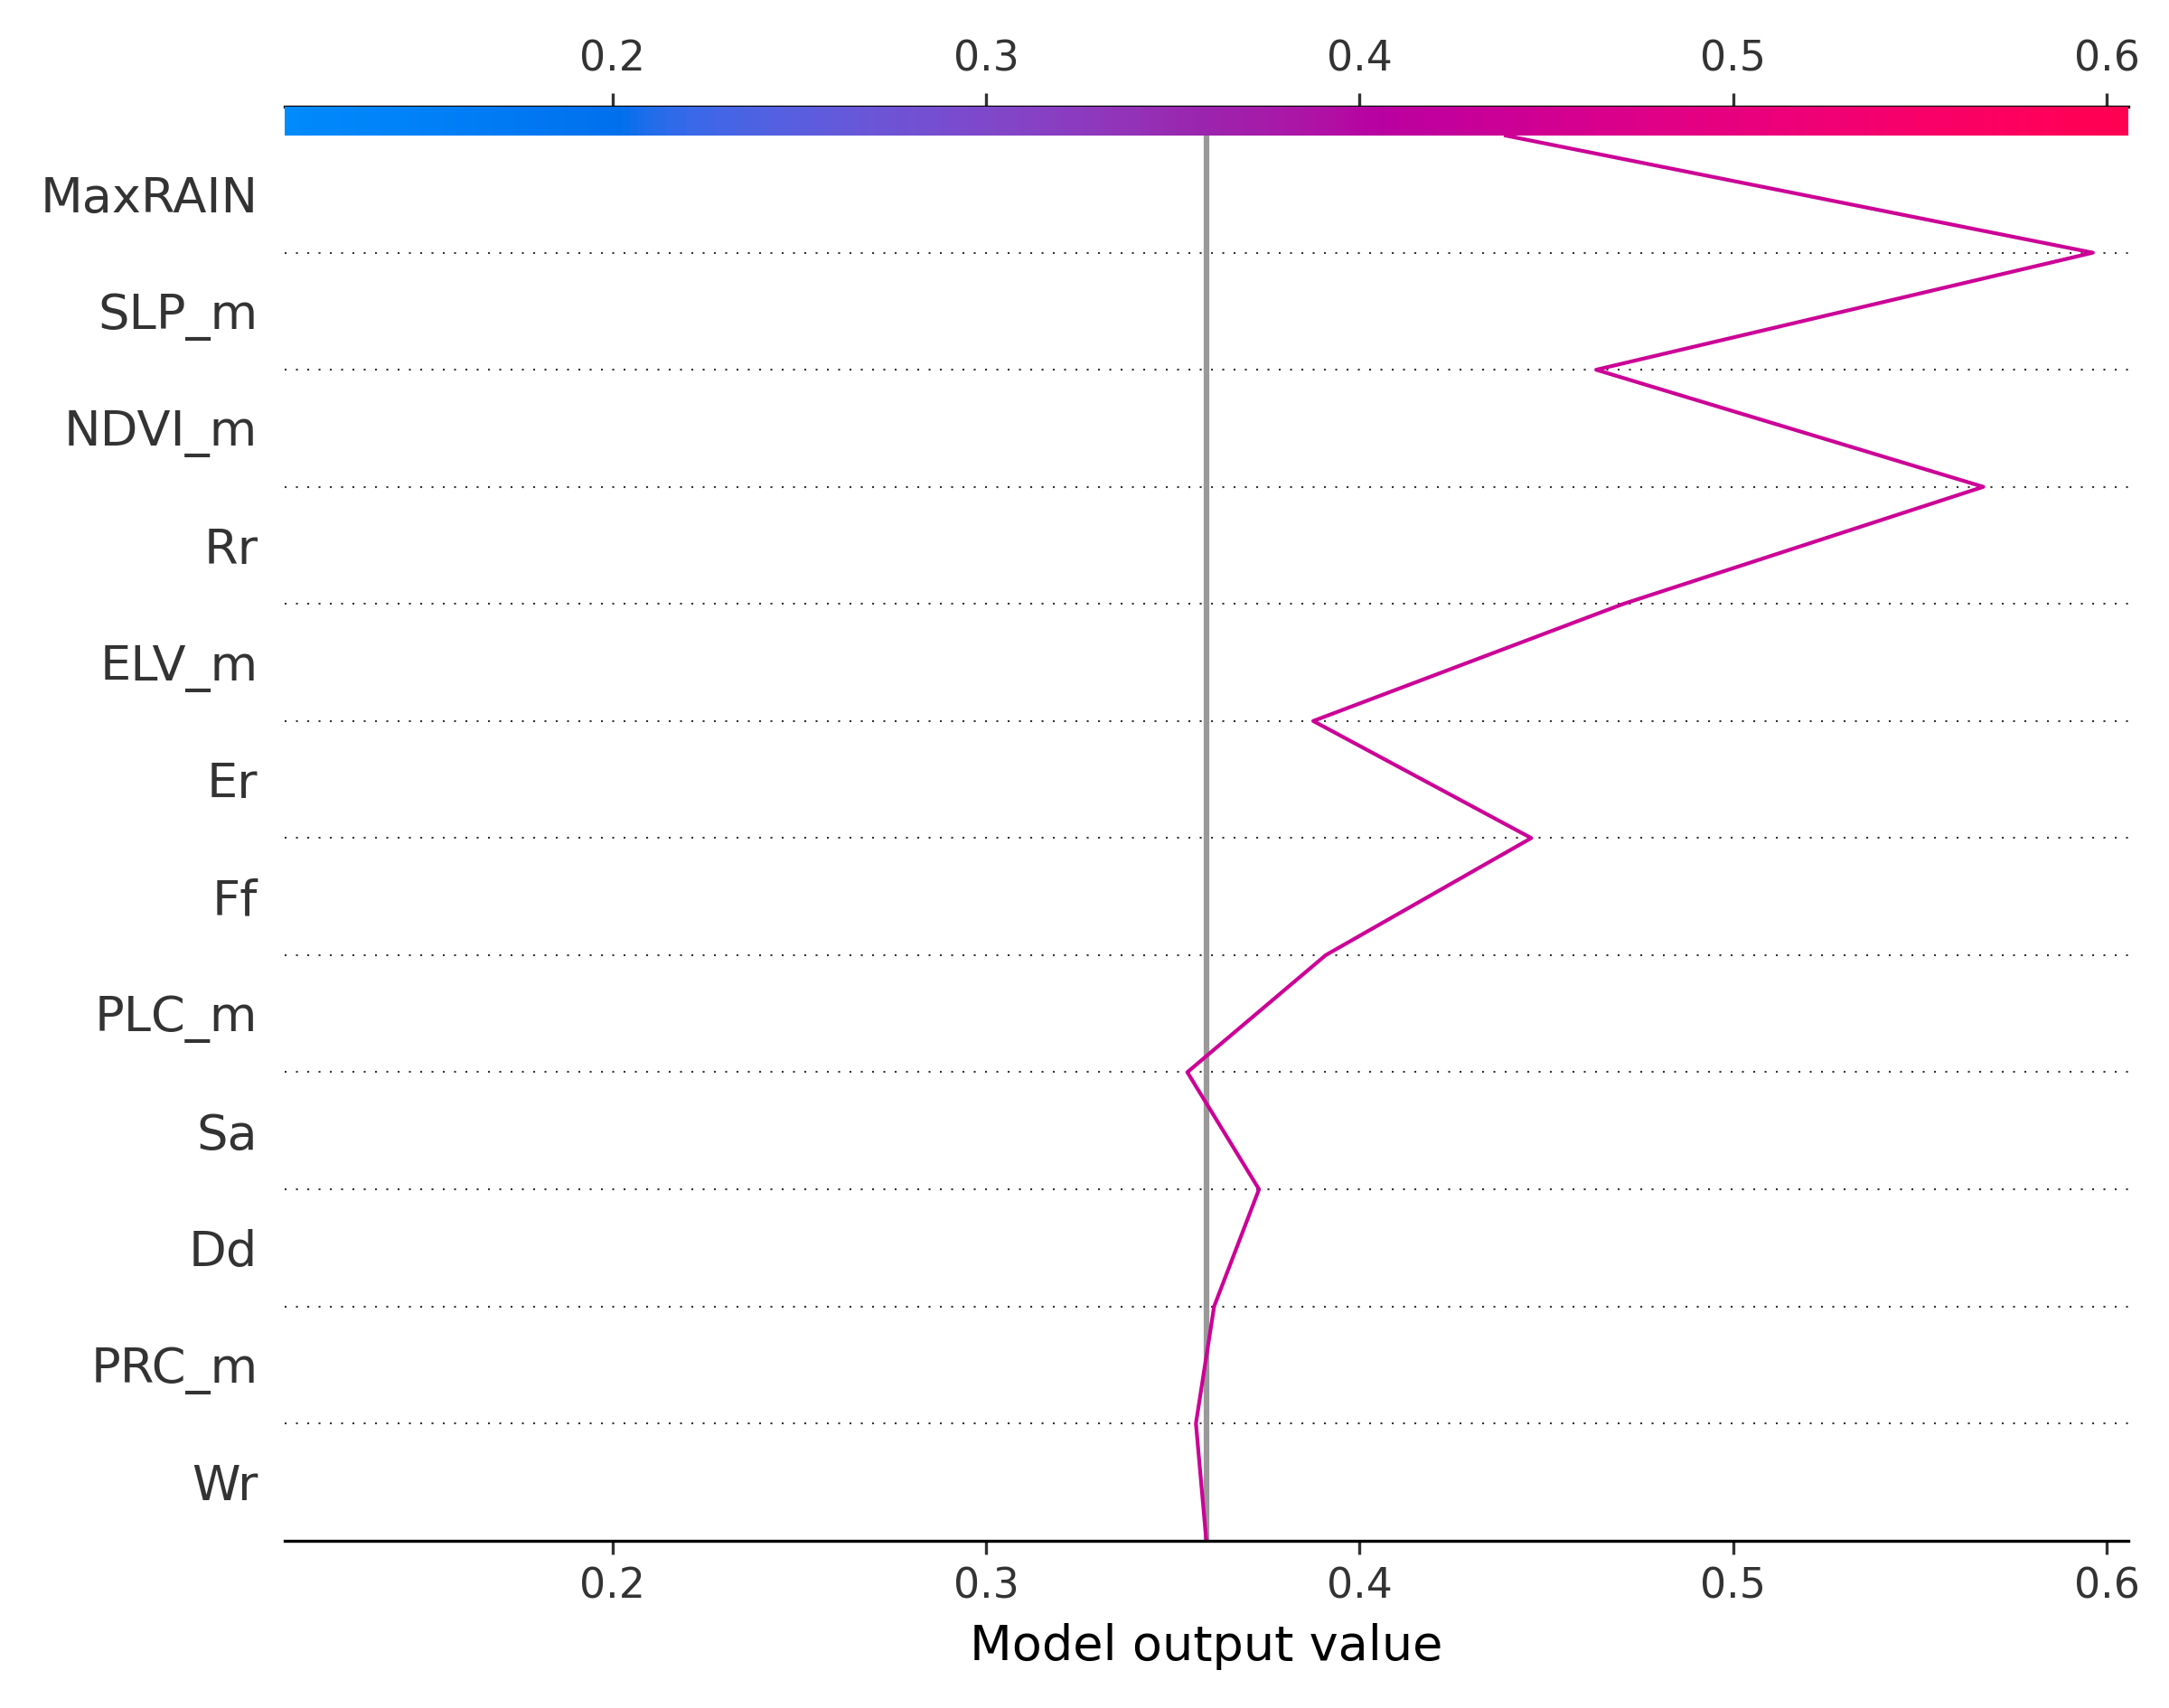 0.2 0.3 0.4 0.5 0.6
MaxRAIN
SLP_m
NDVI_m
Rr
ELV_m
Er
Ff
PLC_m
Sa
Dd
PRC_m
Wr
0.2 0.3 0.4 0.5 0.6
Model output value